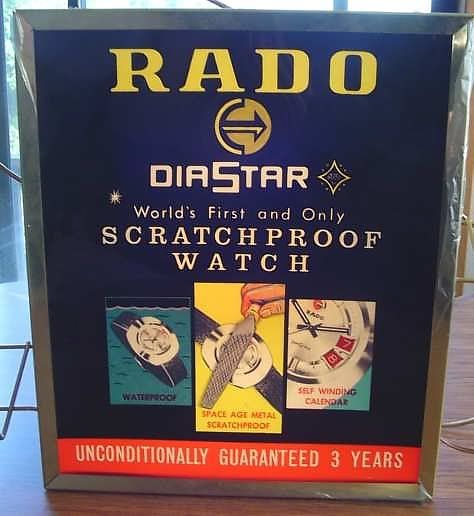 RADO
DIASTAR
World's First and Only
SCRATCHPROOF
WATCH
WATERPROOF
SPACE AGE METAL
SCRATCHPROOF
RADO
SELF WINDING
CALENDAR
UNCONDITIONALLY GUARANTEED 3 YEARS